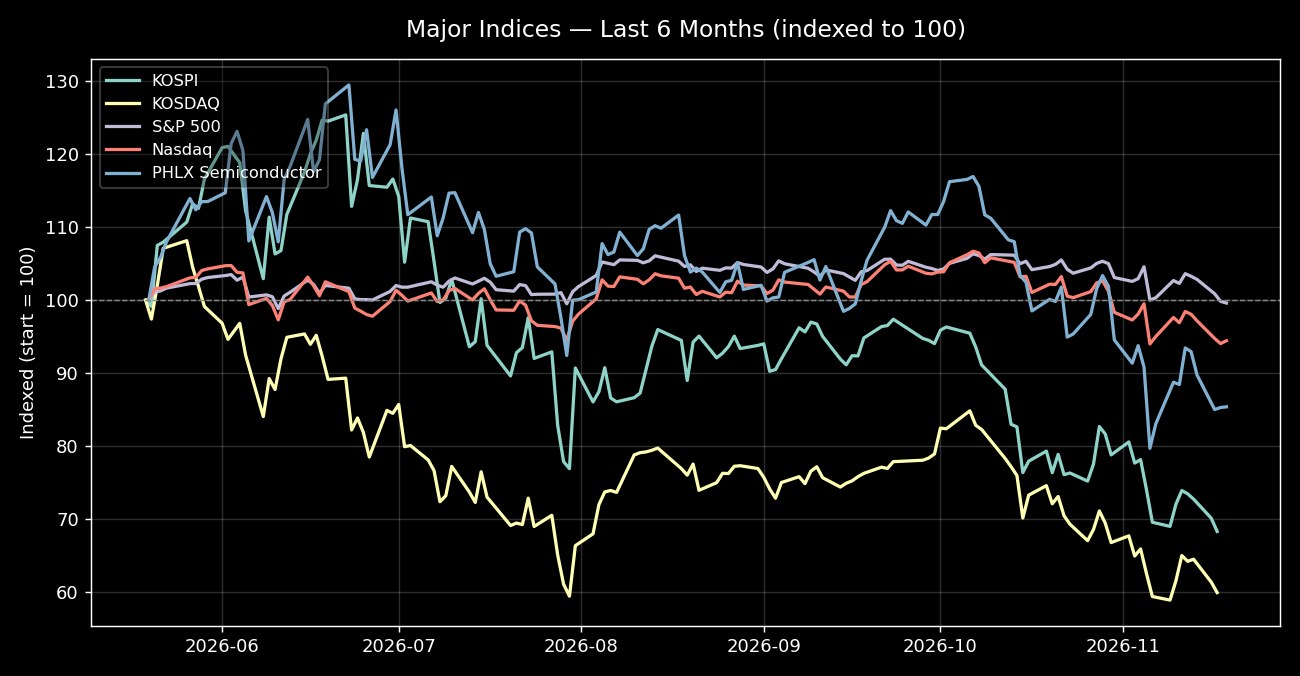 Major Indices — Last 6 Months (indexed to 100)
KOSPI
KOSDAQ
S&P 500
Nasdaq
PHLX Semiconductor
Indexed (start = 100)
130
120
110
100
90
80
70
60
2026-06
2026-07
2026-08
2026-09
2026-10
2026-11